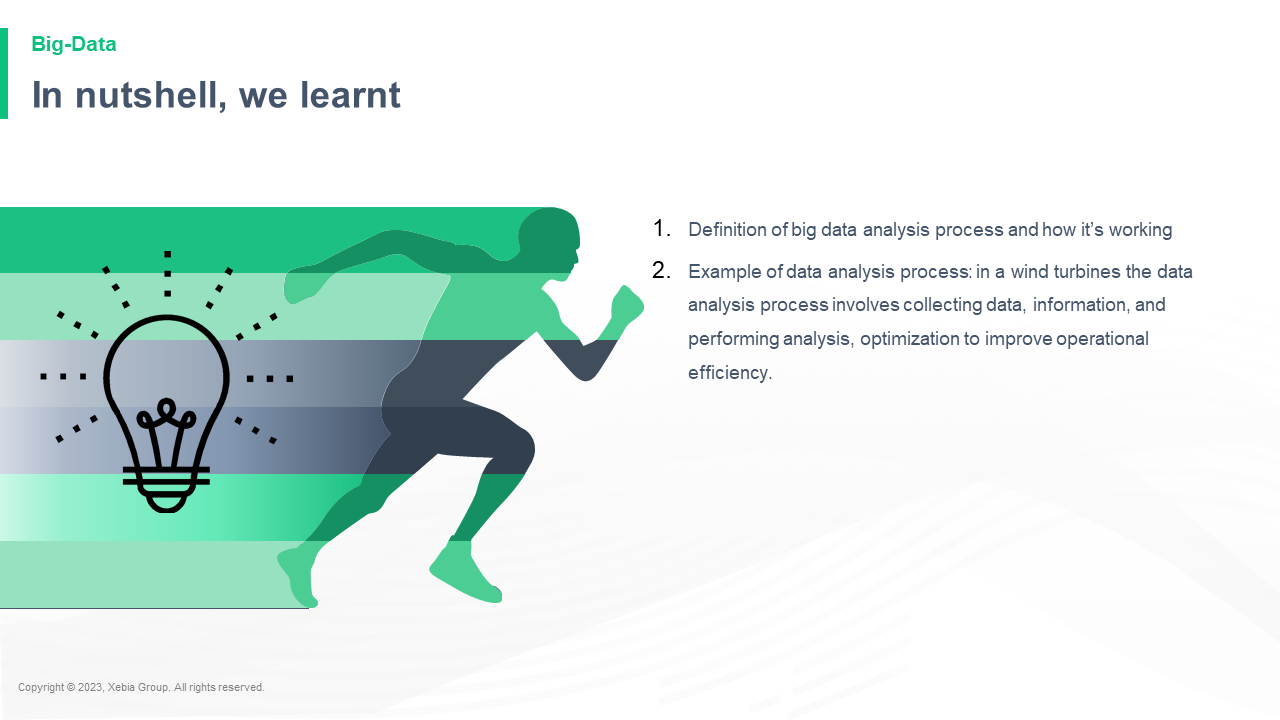 Big-Data
In nutshell, we learnt
1. Definition of big data analysis process and how it’s working
2. Example of data analysis process: in a wind turbines the data
analysis process involves collecting data, information, and
performing analysis, optimization to improve operational
efficiency.
Copyright © 2023, Xebia Group. All rights reserved.